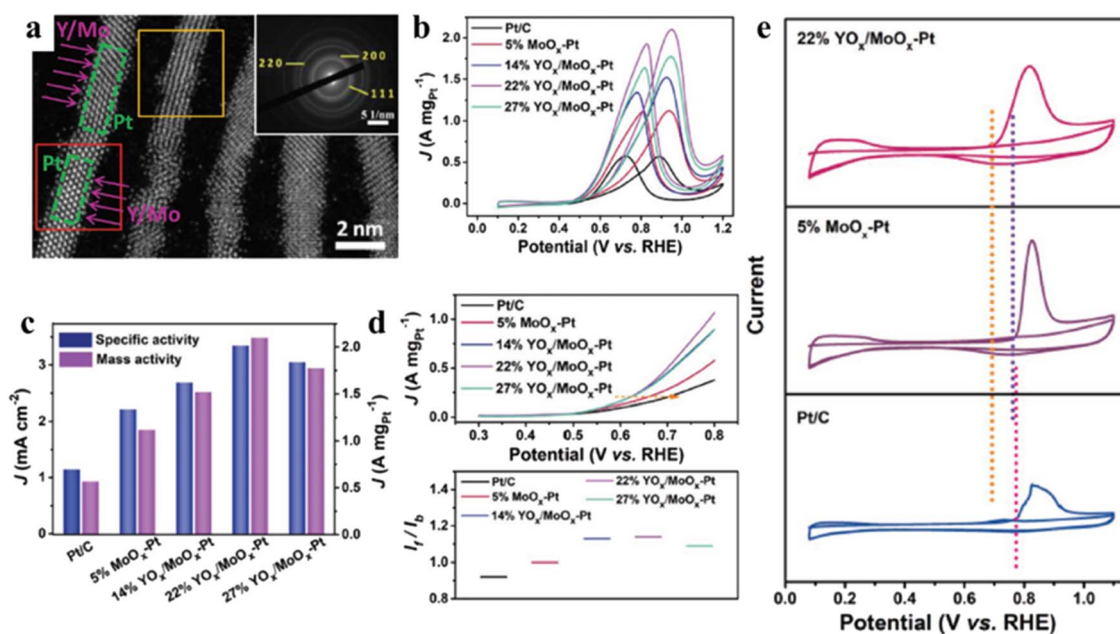 a
Y/Mo
Pt
Pt
Y/Mo
220
200
111
5 1/nm
2 nm
b
J (A mg_Pt⁻¹)
2.0
1.5
1.0
0.5
0.0
Pt/C
5% MoOₓ-Pt
14% YOₓ/MoOₓ-Pt
22% YOₓ/MoOₓ-Pt
27% YOₓ/MoOₓ-Pt
0.0 0.2 0.4 0.6 0.8 1.0 1.2
Potential (V vs. RHE)
c
Specific activity
Mass activity
J (mA cm⁻²)
3
2
1
0
J (A mg_Pt⁻¹)
2.0
1.5
1.0
0.5
0.0
Pt/C
5% MoOₓ-Pt
14% YOₓ/MoOₓ-Pt
22% YOₓ/MoOₓ-Pt
27% YOₓ/MoOₓ-Pt
d
J (A mg_Pt⁻¹)
1.0
0.5
0.0
Pt/C
5% MoOₓ-Pt
14% YOₓ/MoOₓ-Pt
22% YOₓ/MoOₓ-Pt
27% YOₓ/MoOₓ-Pt
0.3 0.4 0.5 0.6 0.7 0.8
Potential (V vs. RHE)
I_f / I_b
1.4
1.2
1.0
0.8
Pt/C
5% MoOₓ-Pt
14% YOₓ/MoOₓ-Pt
22% YOₓ/MoOₓ-Pt
27% YOₓ/MoOₓ-Pt
e
22% YOₓ/MoOₓ-Pt
5% MoOₓ-Pt
Pt/C
Current
0.0 0.2 0.4 0.6 0.8 1.0
Potential (V vs. RHE)